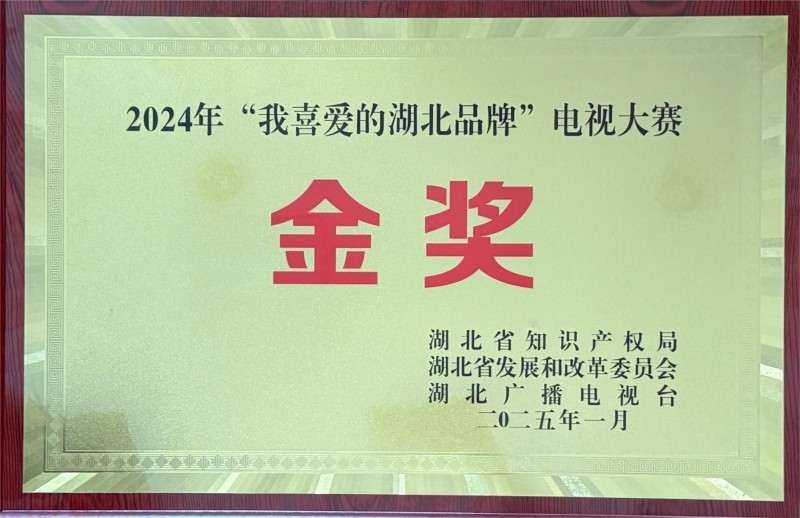 2024年“我喜爱的湖北品牌”电视大赛
金奖
湖北省知识产权局
湖北省发展和改革委员会
湖北广播电视台
二0二五年一月